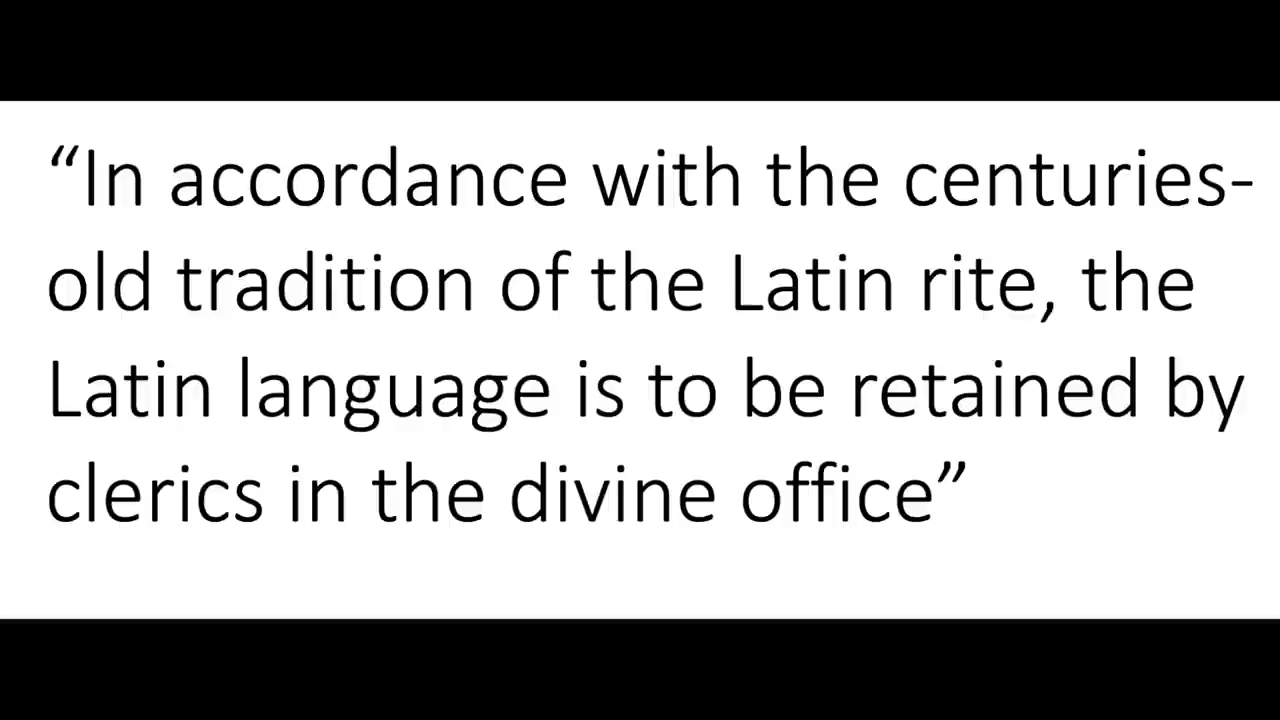 “In accordance with the centuries-
old tradition of the Latin rite, the
Latin language is to be retained by
clerics in the divine office”